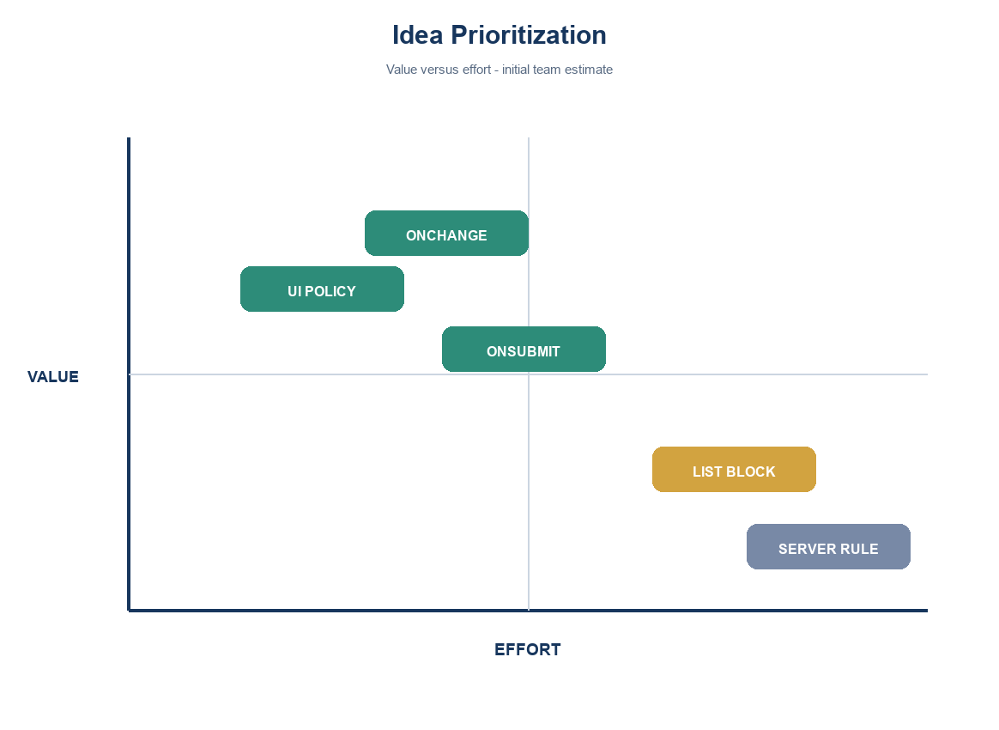 Idea Prioritization
Value versus effort - initial team estimate
ONCHANGE
UI POLICY
ONSUBMIT
VALUE
LIST BLOCK
SERVER RULE
EFFORT